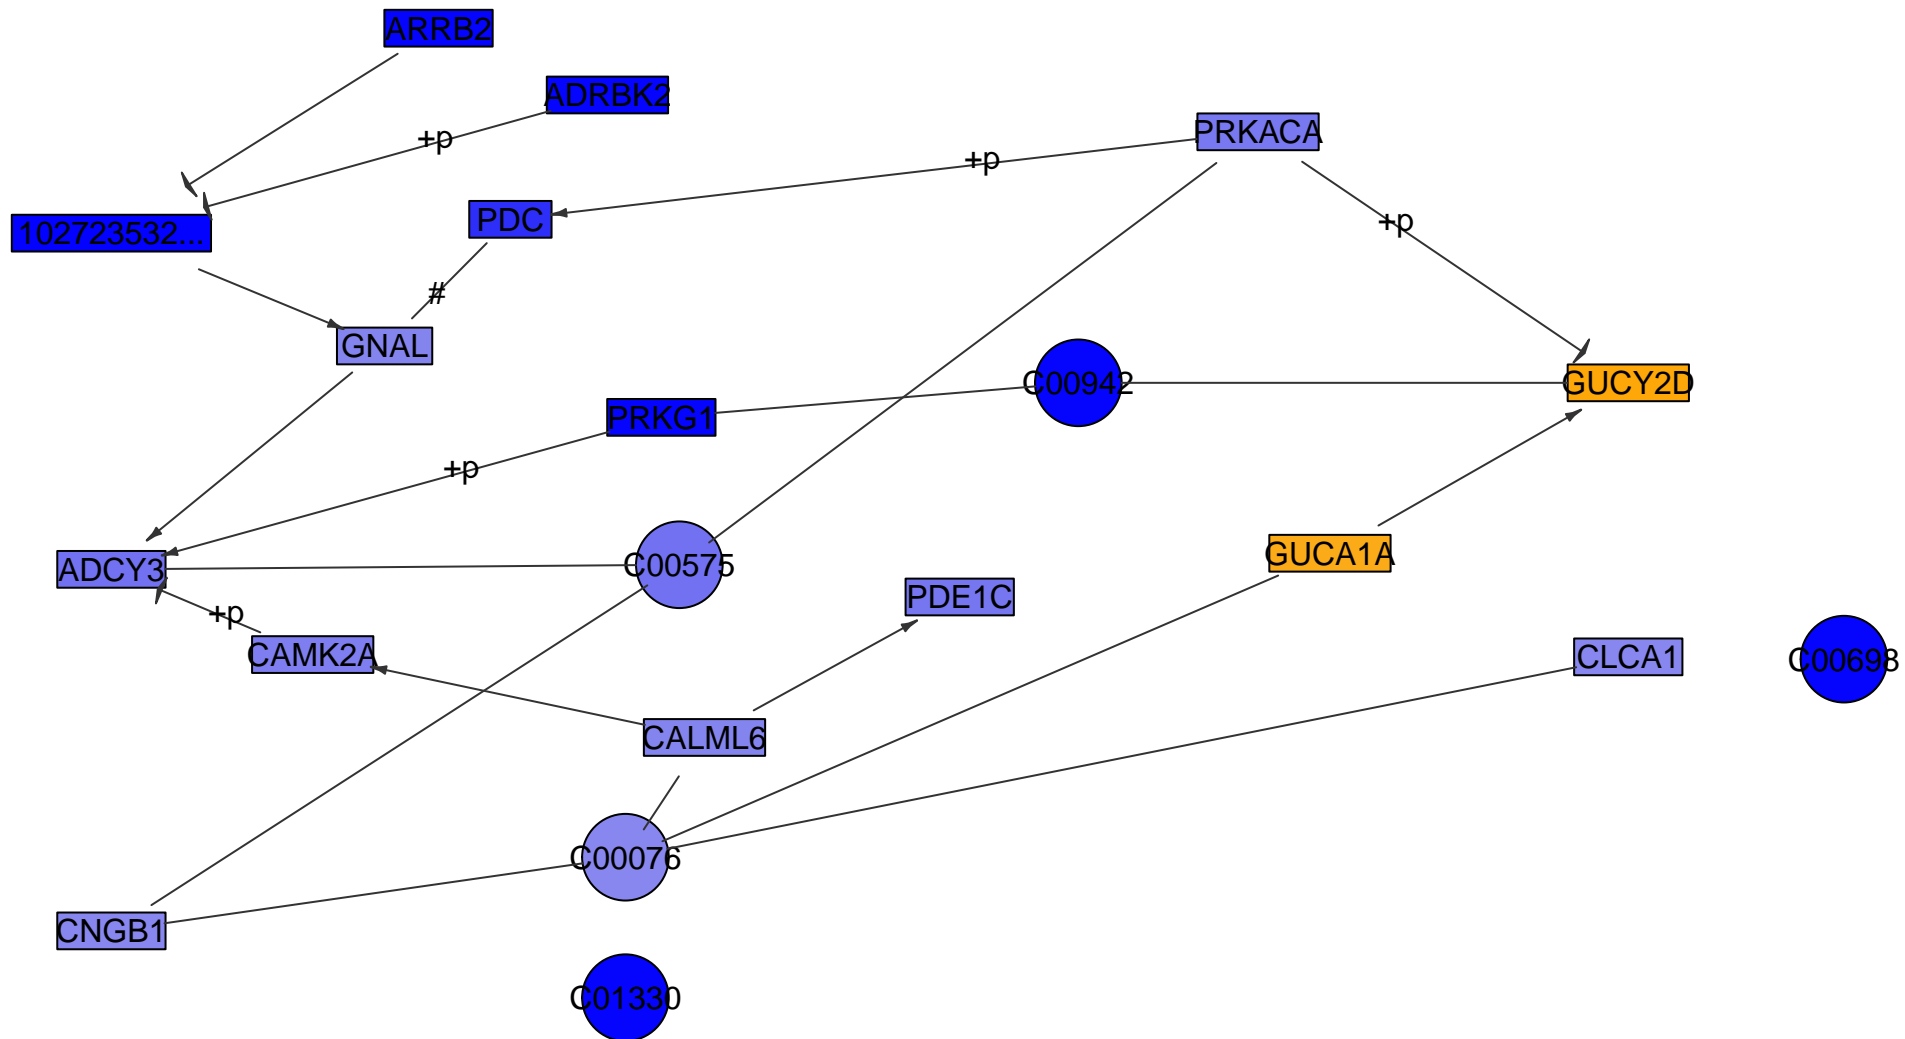 ARRB2
ADRBK2
PRKACA
+p
+p
PDC
+p
102723532...
#
GNAL
C00942
GUCY2D
PRKG1
+p
GUCA1A
ADCY3
C00575
PDE1C
+p
CAMK2A
CLCA1
C00698
CALML6
C00076
CNGB1
C01330